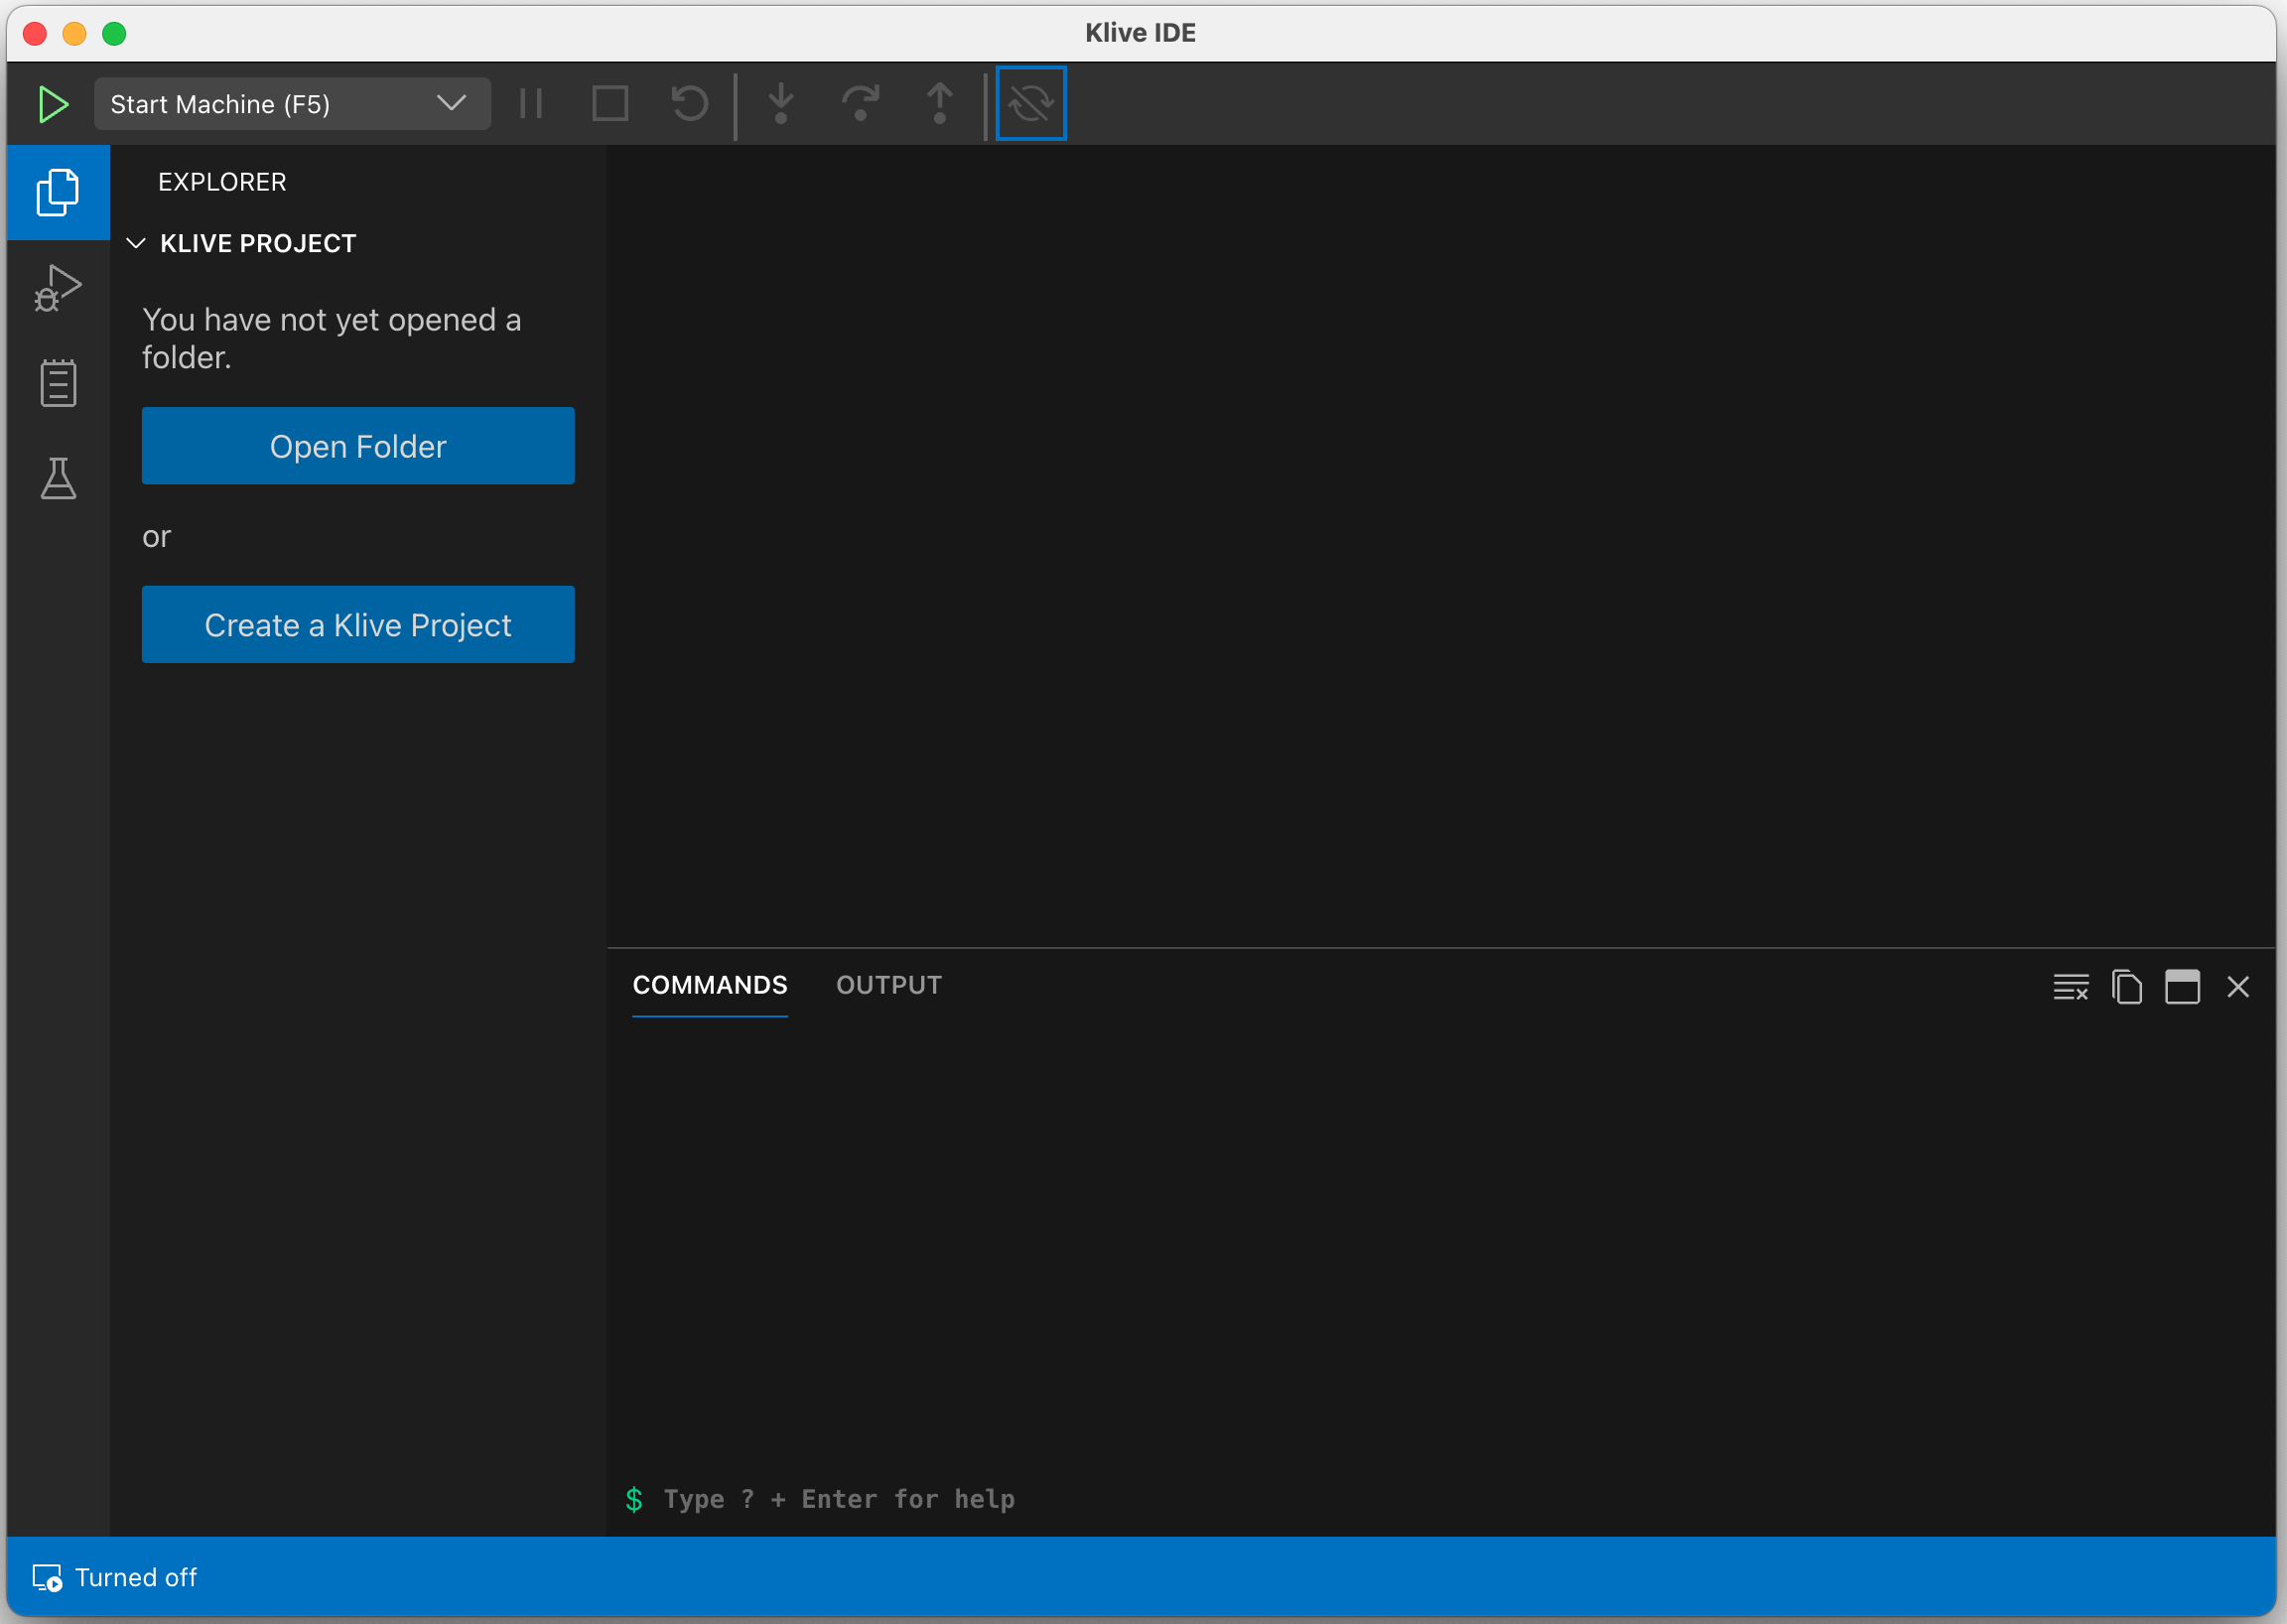 Klive IDE
Start Machine (F5)
EXPLORER
KLIVE PROJECT
You have not yet opened a
folder.
Open Folder
or
Create a Klive Project
COMMANDS
OUTPUT
$ Type ? + Enter for help
Turned off